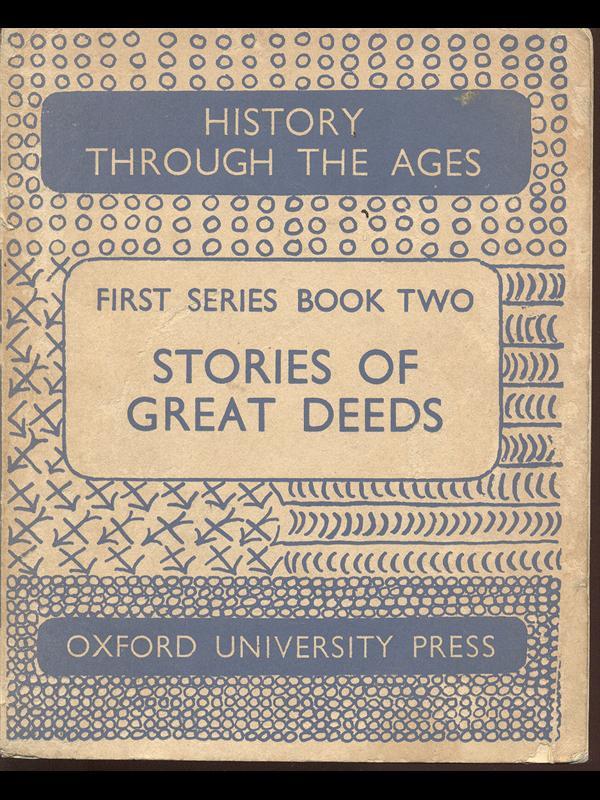 HISTORY
THROUGH THE AGES
FIRST SERIES BOOK TWO
STORIES OF
GREAT DEEDS
OXFORD UNIVERSITY PRESS